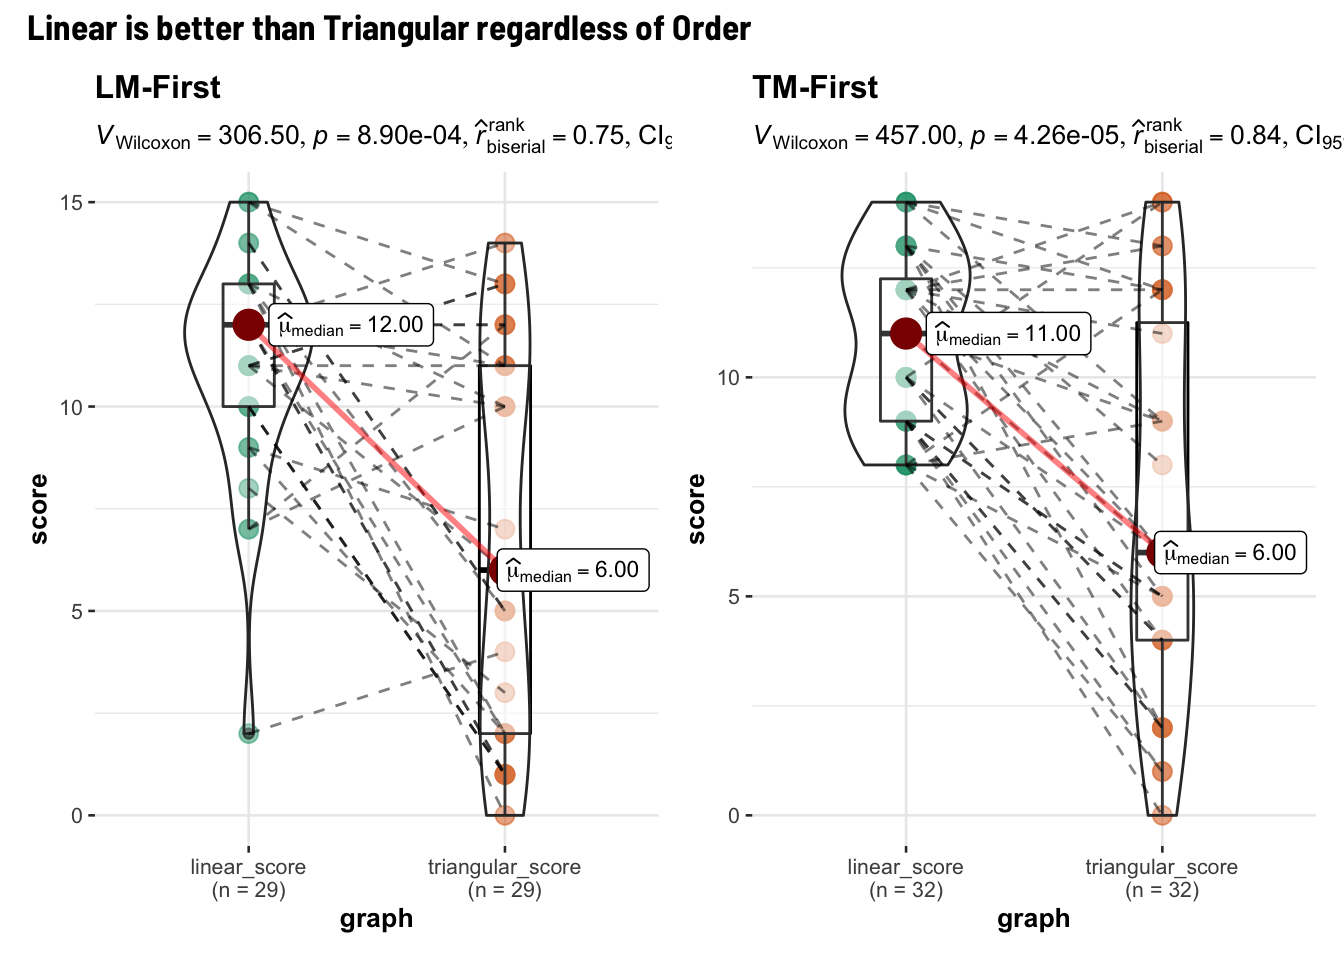 Linear is better than Triangular regardless of Order
LM-First
V Wilcoxon = 306.50, p = 8.90e-04, r̂ rank biserial = 0.75, CI9
15
10
5
0
score
μ̂ median = 12.00
μ̂ median = 6.00
linear_score
(n = 29)
triangular_score
(n = 29)
graph
TM-First
V Wilcoxon = 457.00, p = 4.26e-05, r̂ rank biserial = 0.84, CI95
10
5
0
score
μ̂ median = 11.00
μ̂ median = 6.00
linear_score
(n = 32)
triangular_score
(n = 32)
graph